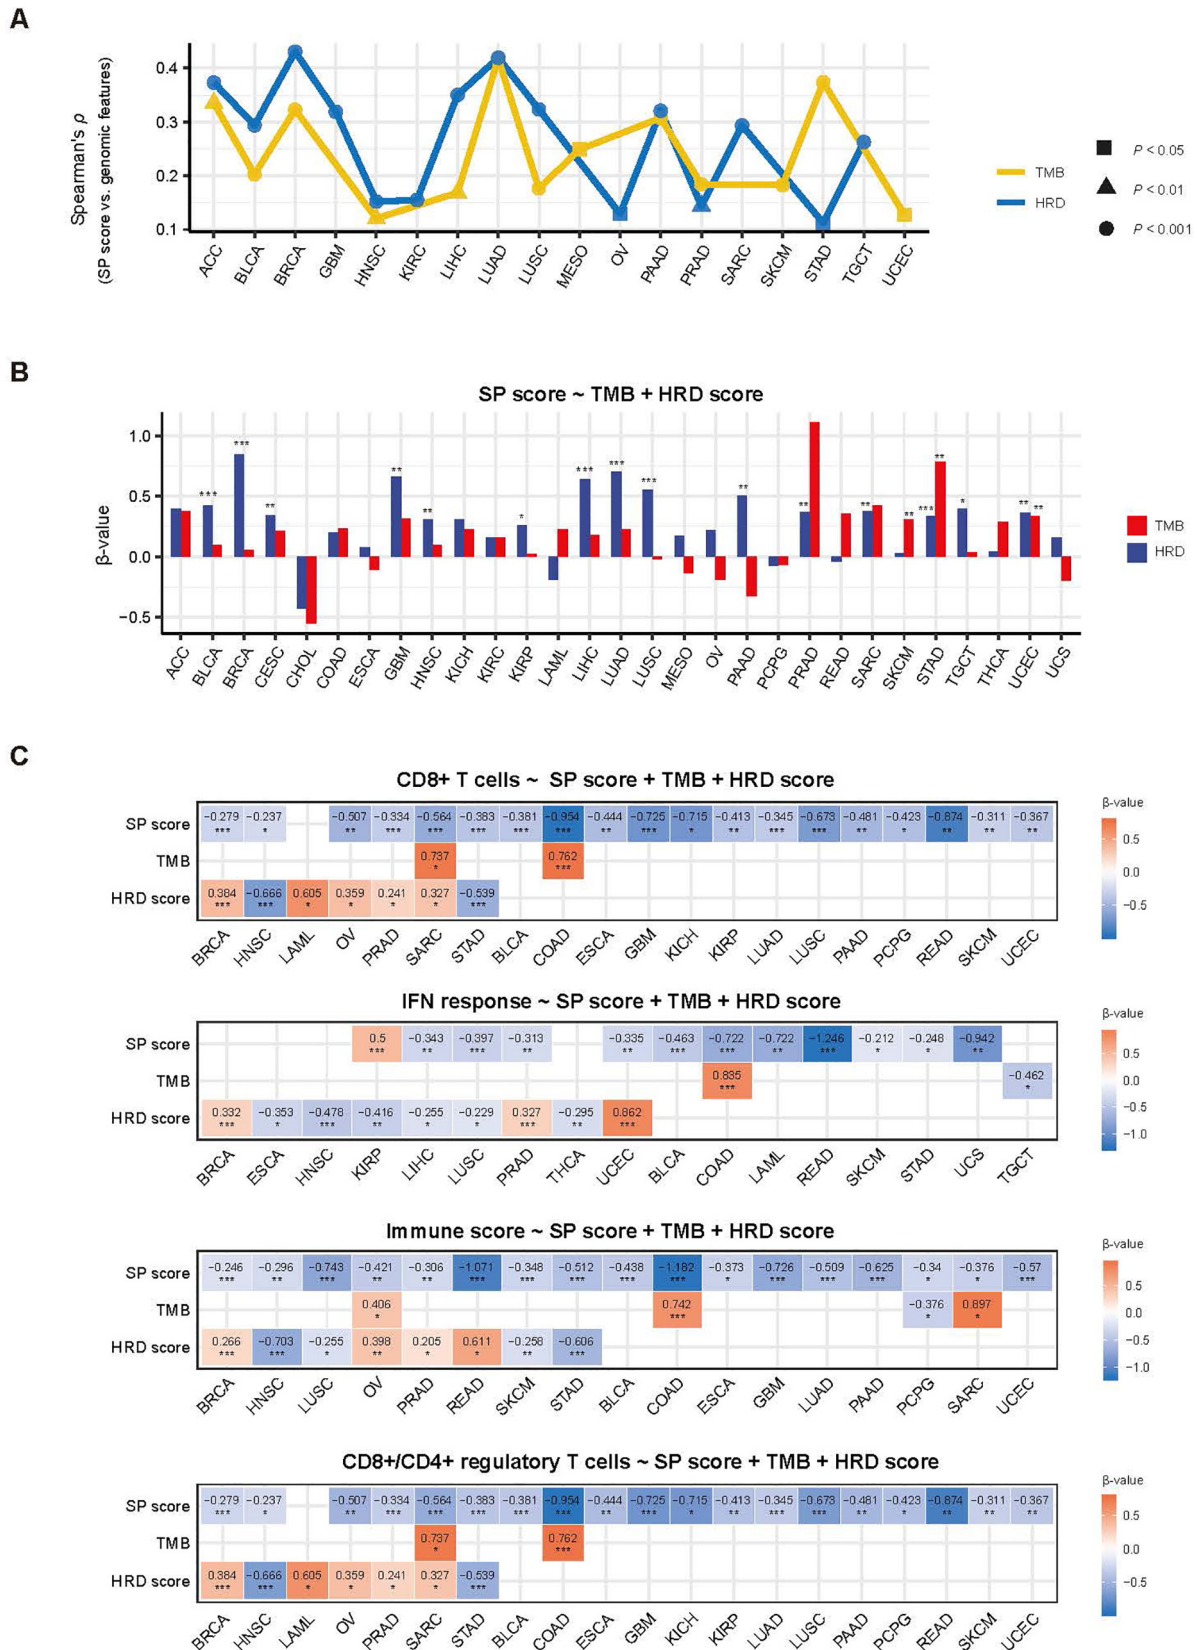 A
Spearman's ρ
(SP score vs. genomic features)
0.4
0.3
0.2
0.1
ACC BLCA BRCA GBM HNSC KIRC LIHC LUAD LUSC MESO OV PAAD PRAD SARC SKCM STAD TGCT UCEC
TMB
HRD
P < 0.05
P < 0.01
P < 0.001
B
SP score ~ TMB + HRD score
β-value
1.0
0.5
0.0
−0.5
*** *** ** ** ** * *** *** *** ** ** ** ** *** ** * ** **
ACC BLCA BRCA CESC CHOL COAD ESCA GBM HNSC KICH KIRC KIRP LAML LIHC LUAD LUSC MESO OV PAAD PCPG PRAD READ SARC SKCM STAD TGCT THCA UCEC UCS
TMB
HRD
C
CD8+ T cells ~ SP score + TMB + HRD score
SP score −0.279 −0.237 −0.507 −0.334 −0.564 −0.383 −0.381 −0.954 −0.444 −0.725 −0.715 −0.413 −0.345 −0.673 −0.481 −0.423 −0.874 −0.311 −0.367
*** * ** *** *** *** *** *** ** *** * ** *** *** ** * ** ** **
TMB 0.737 0.762
* ***
HRD score 0.384 −0.666 0.605 0.359 0.241 0.327 −0.539
*** *** * * * * ***
BRCA HNSC LAML OV PRAD SARC STAD BLCA COAD ESCA GBM KICH KIRP LUAD LUSC PAAD PCPG READ SKCM UCEC
β-value
0.5
0.0
−0.5
IFN response ~ SP score + TMB + HRD score
SP score 0.5 −0.343 −0.397 −0.313 −0.335 −0.463 −0.722 −0.722 −1.246 −0.212 −0.248 −0.942
*** ** *** ** ** *** *** ** *** * * **
TMB 0.835 −0.462
*** *
HRD score 0.332 −0.353 −0.478 −0.416 −0.255 −0.229 0.327 −0.295 0.862
*** * *** ** * * *** ** ***
BRCA ESCA HNSC KIRP LIHC LUSC PRAD THCA UCEC BLCA COAD LAML READ SKCM STAD UCS TGCT
β-value
0.5
0.0
−0.5
−1.0
Immune score ~ SP score + TMB + HRD score
SP score −0.246 −0.296 −0.743 −0.421 −0.306 −1.071 −0.348 −0.512 −0.438 −1.182 −0.373 −0.726 −0.509 −0.625 −0.34 −0.376 −0.57
*** ** *** ** ** *** *** *** *** *** * *** *** *** * * ***
TMB 0.406 0.742 −0.376 0.897
* *** * *
HRD score 0.266 −0.703 −0.255 0.398 0.205 0.611 −0.258 −0.606
*** *** * ** * * ** ***
BRCA HNSC LUSC OV PRAD READ SKCM STAD BLCA COAD ESCA GBM LUAD PAAD PCPG SARC UCEC
β-value
0.5
0.0
−0.5
−1.0
CD8+/CD4+ regulatory T cells ~ SP score + TMB + HRD score
SP score −0.279 −0.237 −0.507 −0.334 −0.564 −0.383 −0.381 −0.954 −0.444 −0.725 −0.715 −0.413 −0.345 −0.673 −0.481 −0.423 −0.874 −0.311 −0.367
*** * ** *** *** *** *** *** ** *** * ** *** *** ** * ** ** **
TMB 0.737 0.762
* ***
HRD score 0.384 −0.666 0.605 0.359 0.241 0.327 −0.539
*** *** * * * * ***
BRCA HNSC LAML OV PRAD SARC STAD BLCA COAD ESCA GBM KICH KIRP LUAD LUSC PAAD PCPG READ SKCM UCEC
β-value
0.5
0.0
−0.5